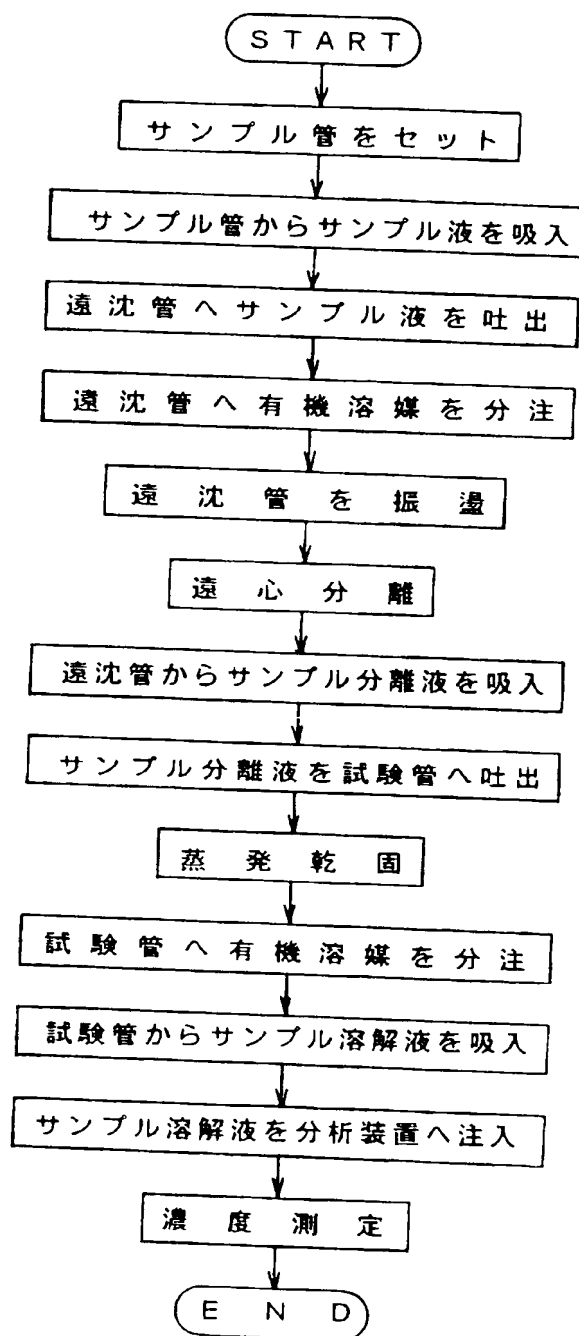 START
サンプル管をセット
サンプル管からサンプル液を吸入
遠沈管へサンプル液を吐出
遠沈管へ有機溶媒を分注
遠沈管を振盪
遠心分離
遠沈管からサンプル分離液を吸入
サンプル分離液を試験管へ吐出
蒸発乾固
試験管へ有機溶媒を分注
試験管からサンプル溶解液を吸入
サンプル溶解液を分析装置へ注入
濃度測定
END